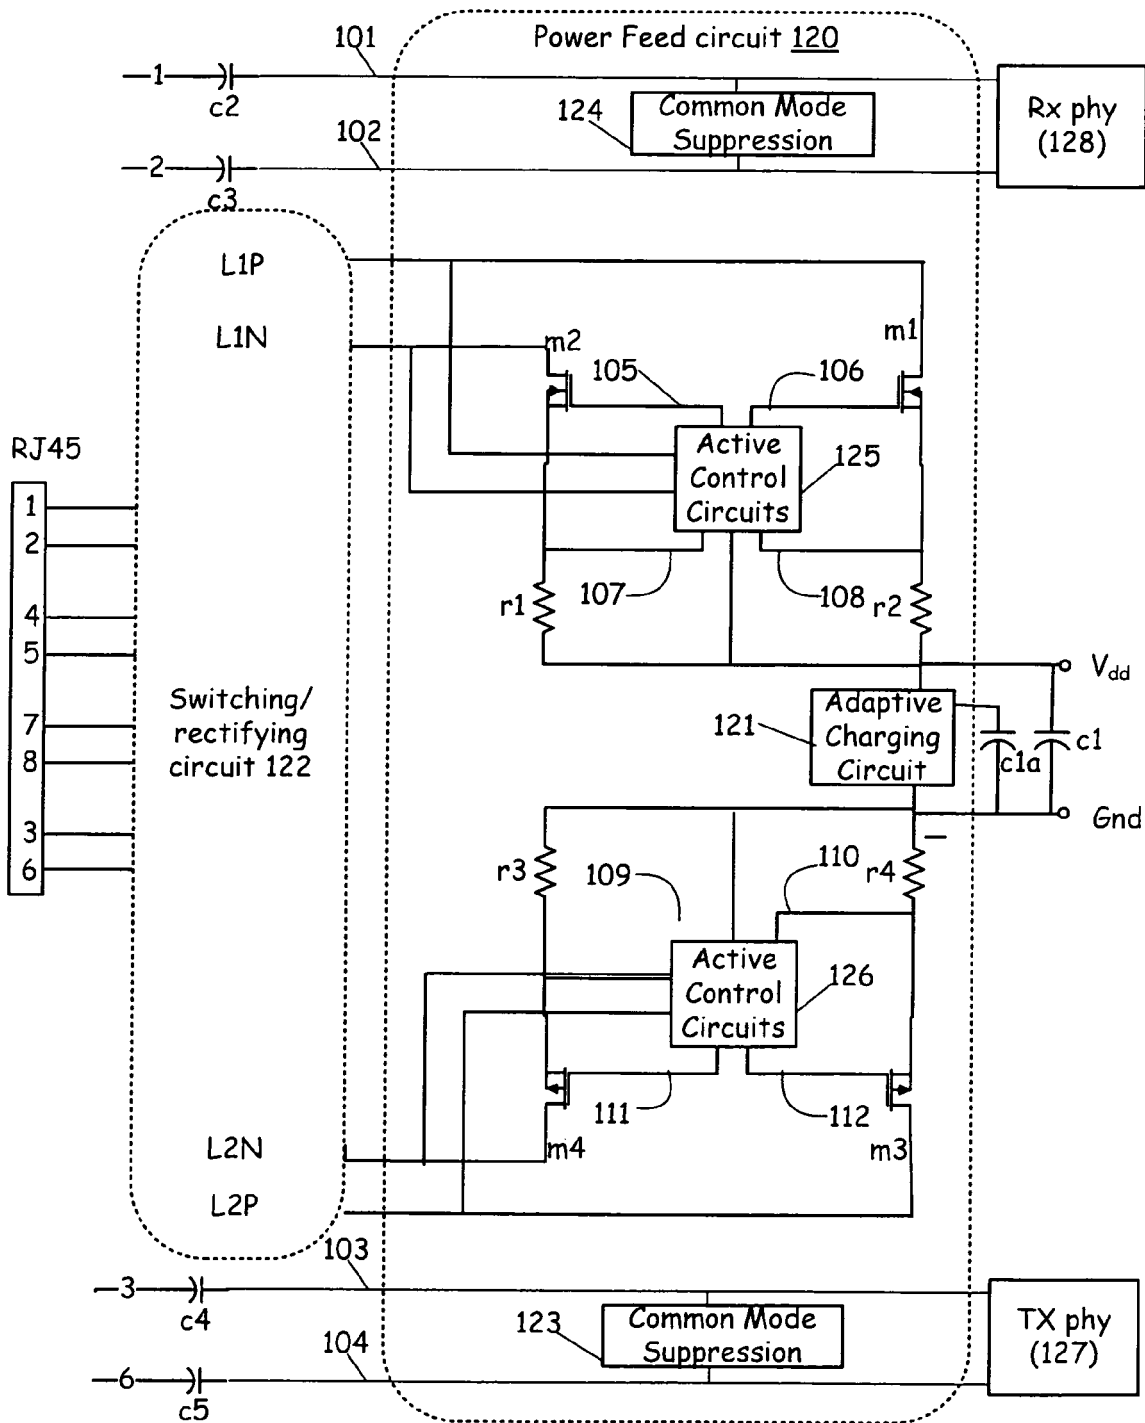 Power Feed circuit 120
101
1
c2
124
Common Mode
Suppression
Rx phy
(128)
102
2
c3
L1P
L1N
m2
m1
105
106
RJ45
Active
Control
Circuits
125
1
2
4
5
7
8
3
6
107
108
r1
r2
Switching/
rectifying
circuit 122
Vdd
121
Adaptive
Charging
Circuit
c1a
c1
Gnd
−
r3
109
110
r4
Active
Control
Circuits
126
111
112
m4
m3
L2N
L2P
103
3
c4
123
Common Mode
Suppression
TX phy
(127)
104
6
c5